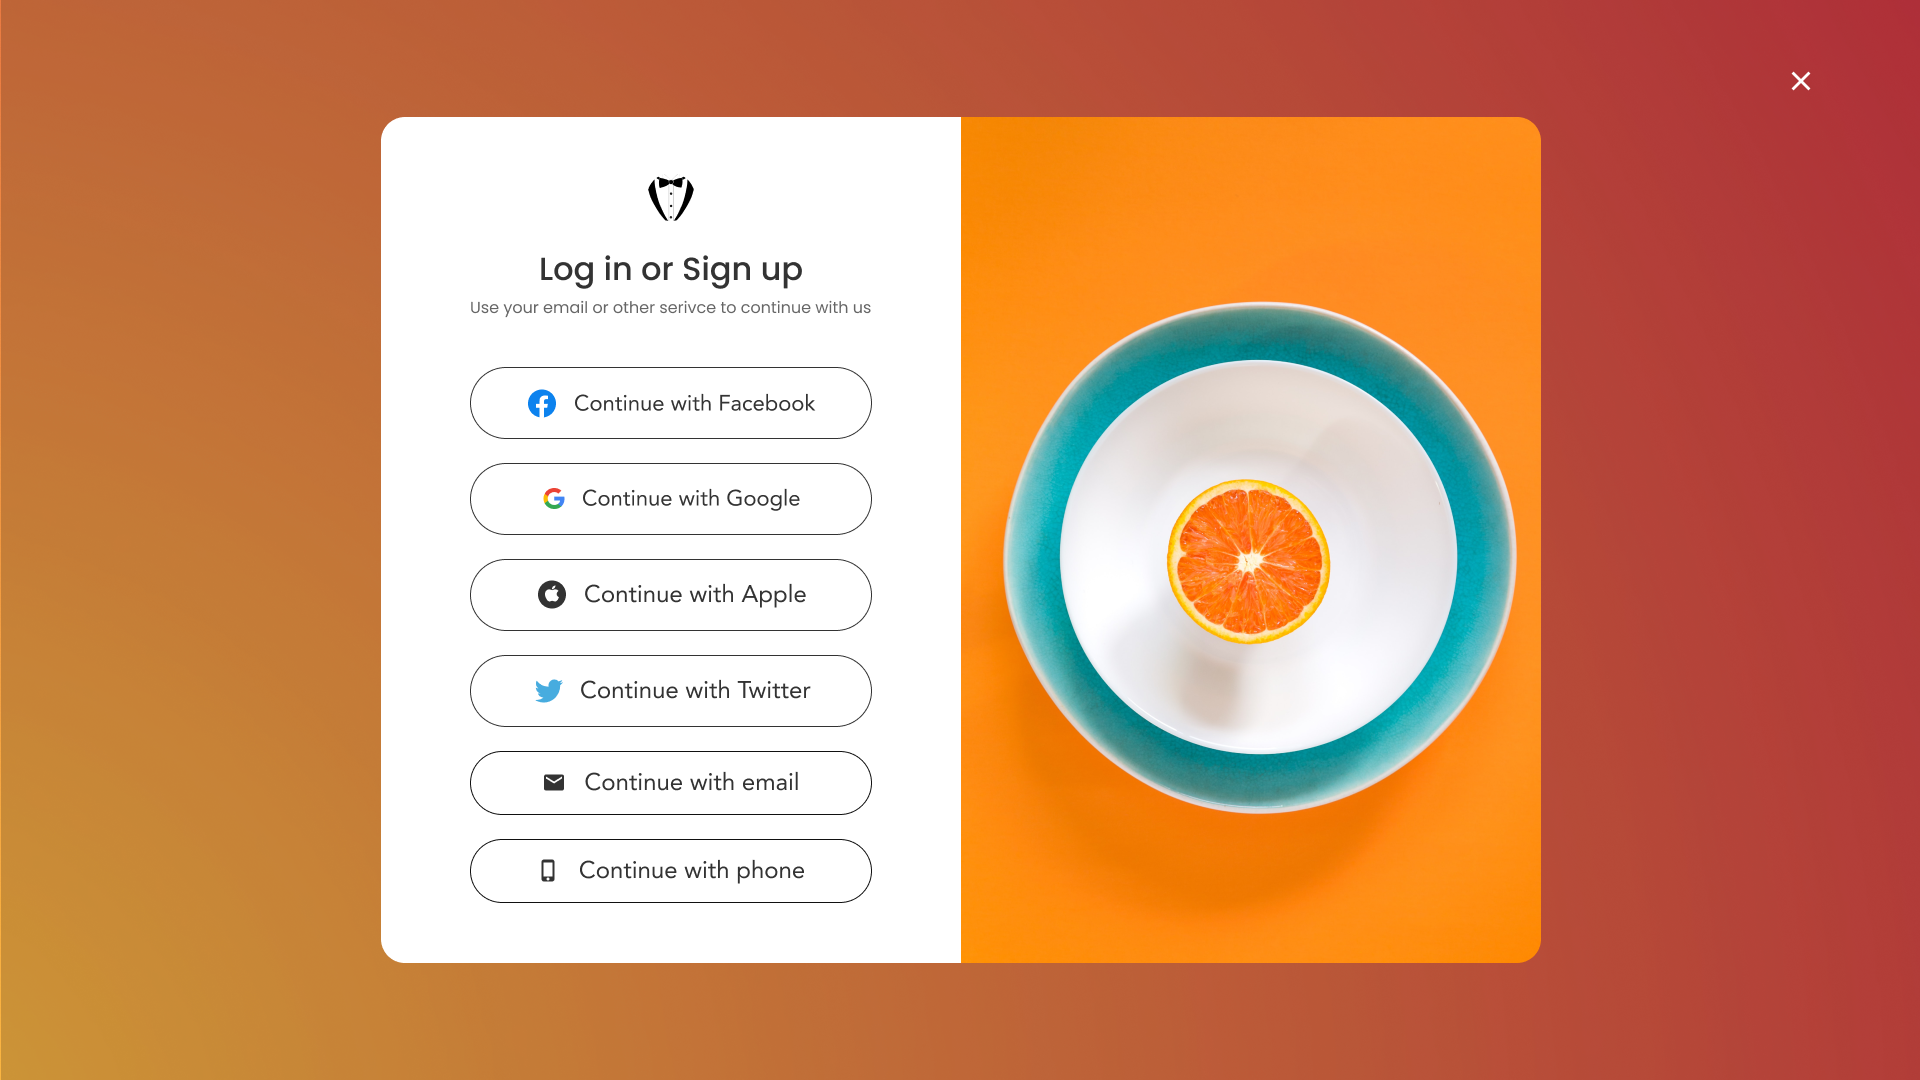 Log in or Sign up
Use your email or other serivce to continue with us
Continue with Facebook
Continue with Google
Continue with Apple
Continue with Twitter
Continue with email
Continue with phone